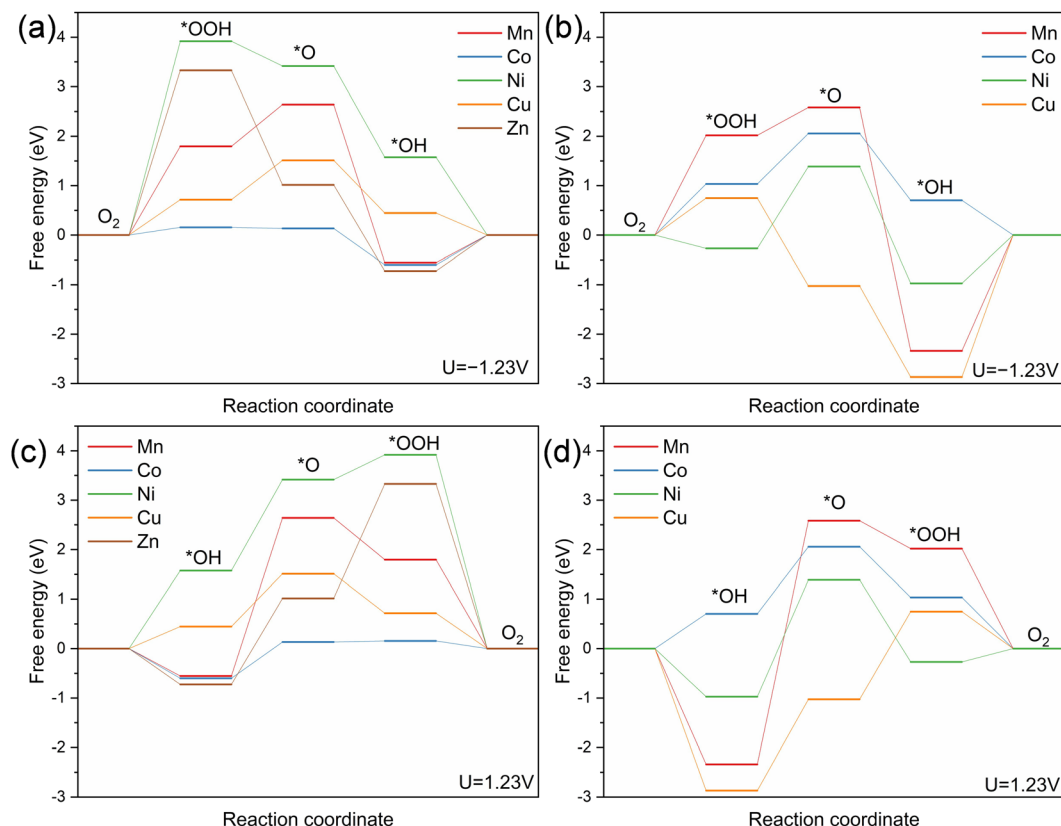 (a)
*OOH
*O
*OH
O₂
Mn
Co
Ni
Cu
Zn
4
3
2
1
0
-1
-2
-3
Free energy (eV)
U=−1.23V
Reaction coordinate
(b)
*OOH
*O
*OH
O₂
Mn
Co
Ni
Cu
4
3
2
1
0
-1
-2
-3
Free energy (eV)
U=−1.23V
Reaction coordinate
(c)
Mn
Co
Ni
Cu
Zn
*OH
*O
*OOH
O₂
4
3
2
1
0
-1
-2
-3
Free energy (eV)
U=1.23V
Reaction coordinate
(d)
Mn
Co
Ni
Cu
*OH
*O
*OOH
O₂
4
3
2
1
0
-1
-2
-3
Free energy (eV)
U=1.23V
Reaction coordinate